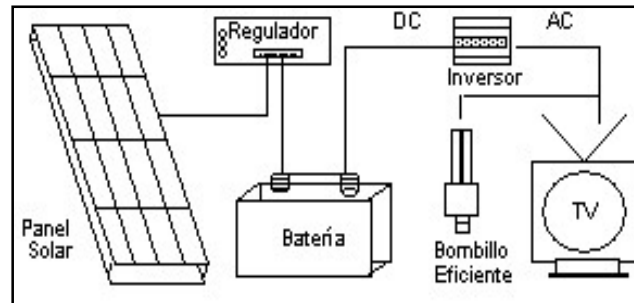 Regulador
DC
AC
Inversor
Panel
Solar
Batería
Bombillo
Eficiente
TV